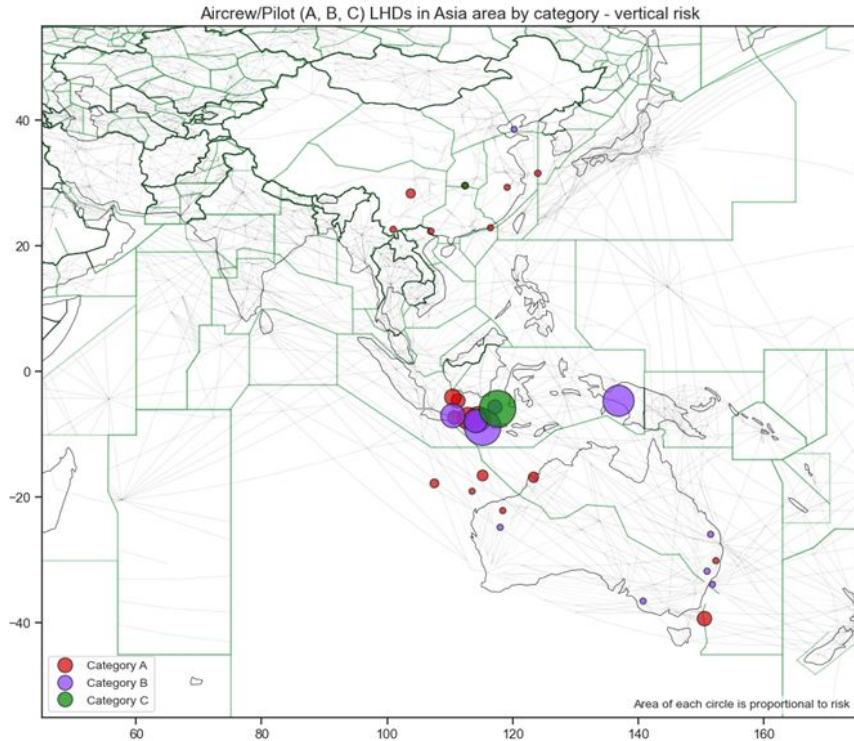 Aircrew/Pilot (A, B, C) LHDs in Asia area by category - vertical risk
40
20
0
−20
−40
Category A
Category B
Category C
Area of each circle is proportional to risk
60
80
100
120
140
160